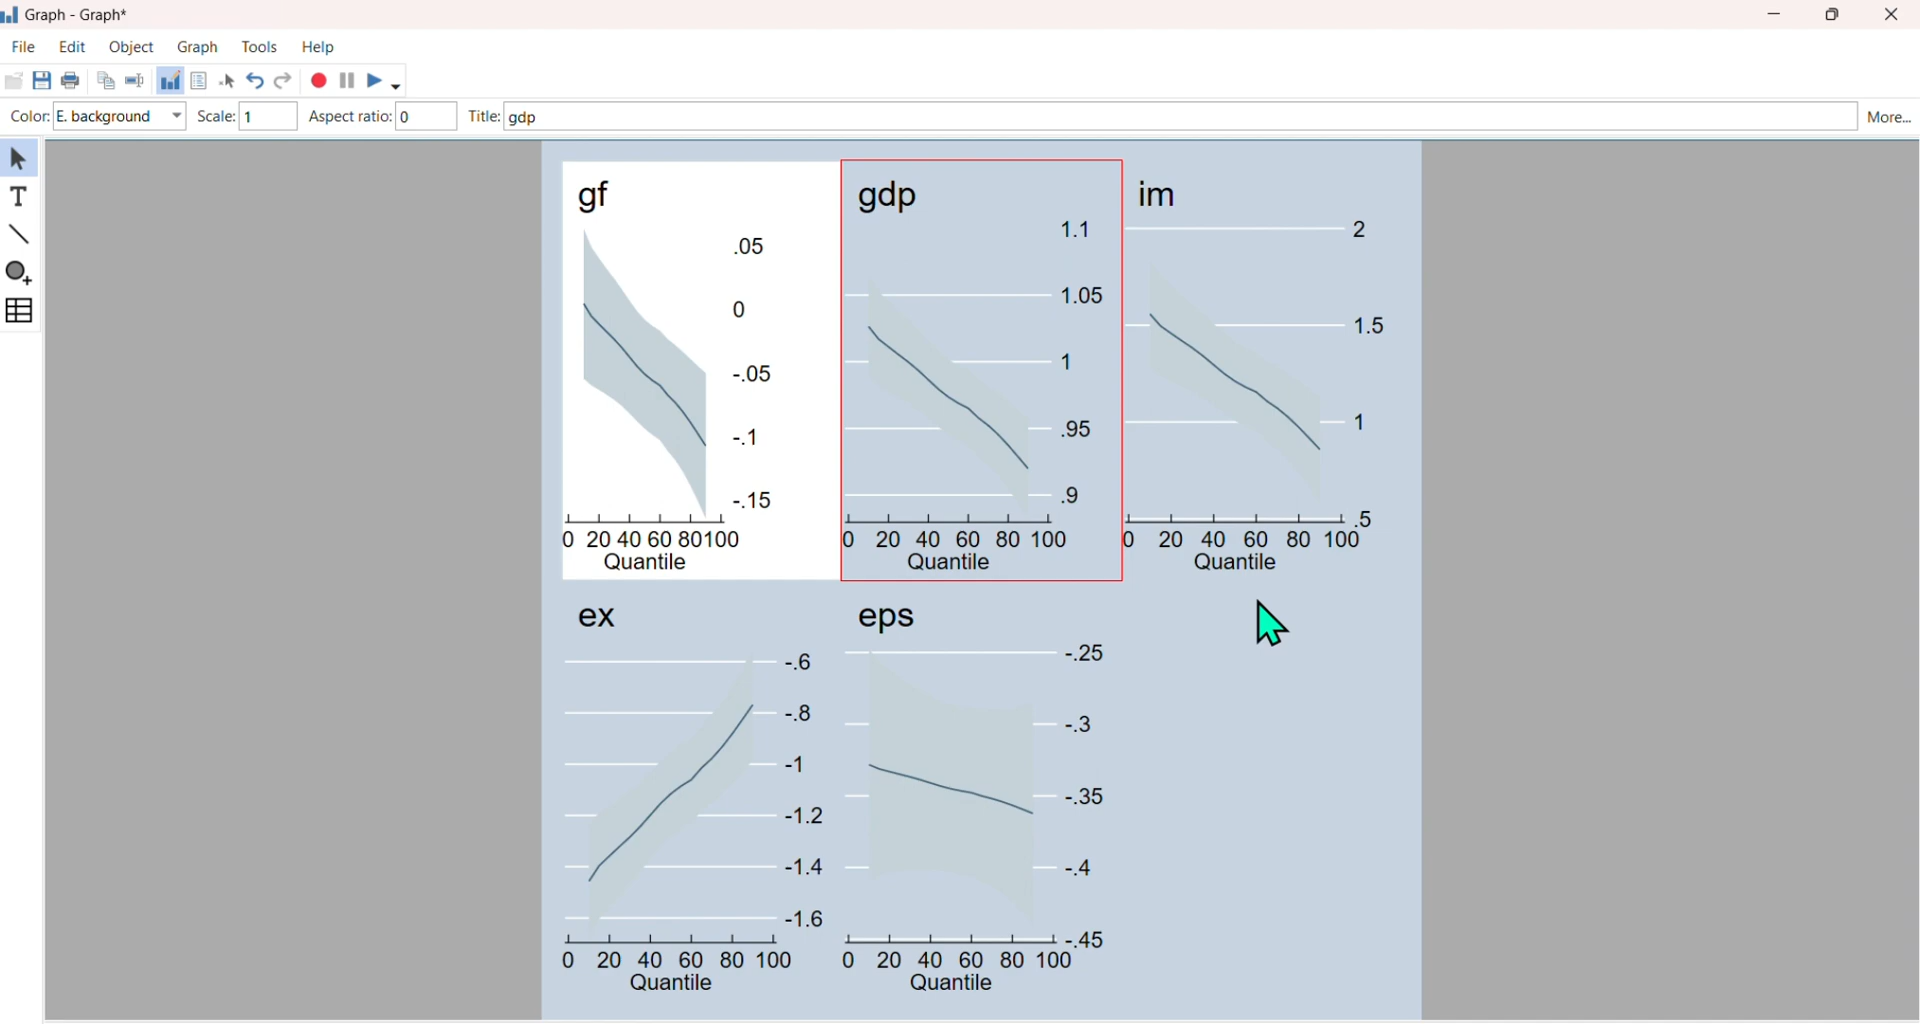 Graph - Graph*
File Edit Object Graph Tools Help
Color: E. background Scale: 1 Aspect ratio: 0 Title: gdp More...
gf
.05
0
-.05
-.1
-.15
0 20 40 60 80 100
Quantile
gdp
1.1
1.05
1
.95
.9
0 20 40 60 80 100
Quantile
im
2
1.5
1
.5
0 20 40 60 80 100
Quantile
ex
-.6
-.8
-1
-1.2
-1.4
-1.6
0 20 40 60 80 100
Quantile
eps
-.25
-.3
-.35
-.4
-.45
0 20 40 60 80 100
Quantile